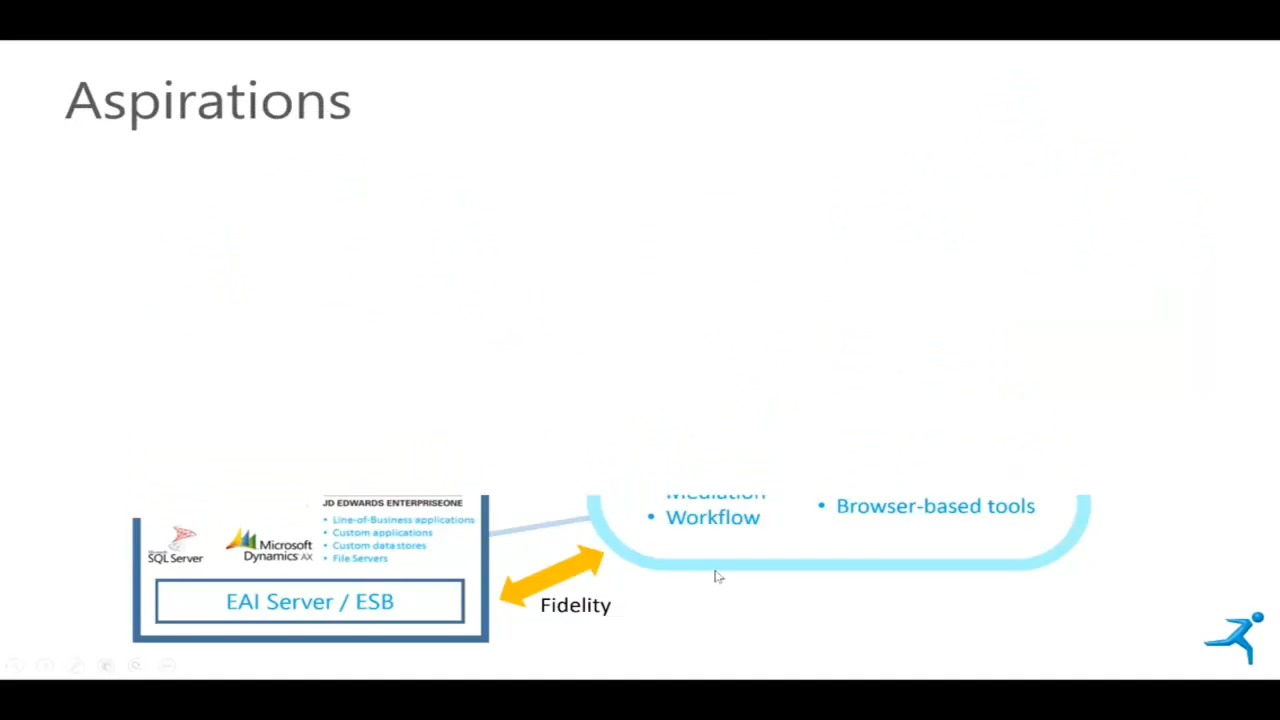 Aspirations
JD EDWARDS ENTERPRISEONE
• Line-of-Business applications
• Custom applications
• Custom data stores
• File Servers
Microsoft
SQL Server
Microsoft
Dynamics AX
EAI Server / ESB
Fidelity
Mediation
• Workflow
• Browser-based tools